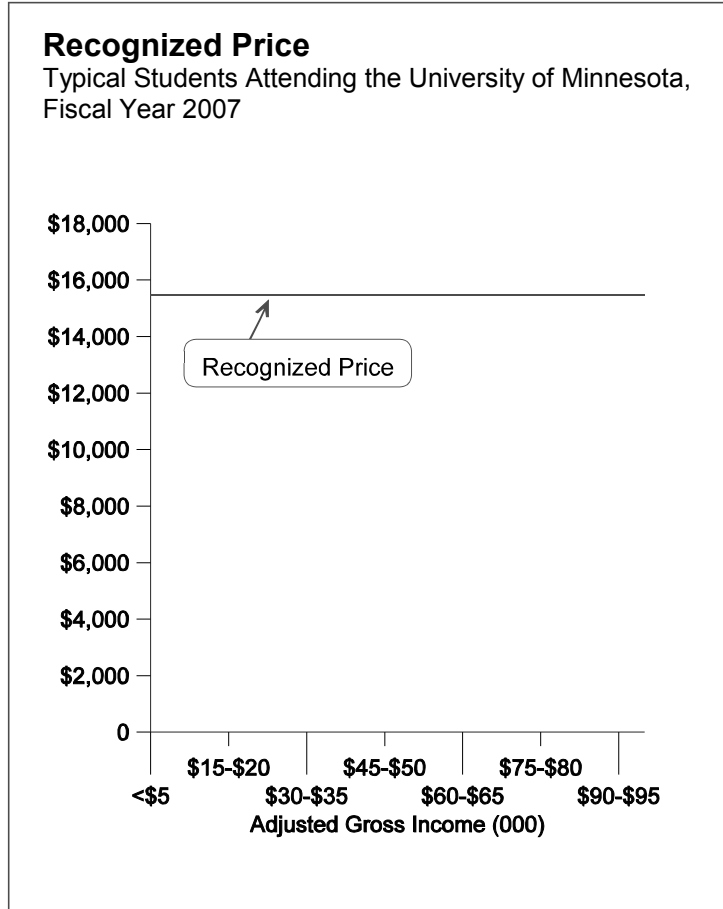 Recognized Price
Typical Students Attending the University of Minnesota,
Fiscal Year 2007
$18,000
$16,000
$14,000
Recognized Price
$12,000
$10,000
$8,000
$6,000
$4,000
$2,000
0
$15-$20 $45-$50 $75-$80
<$5 $30-$35 $60-$65 $90-$95
Adjusted Gross Income (000)